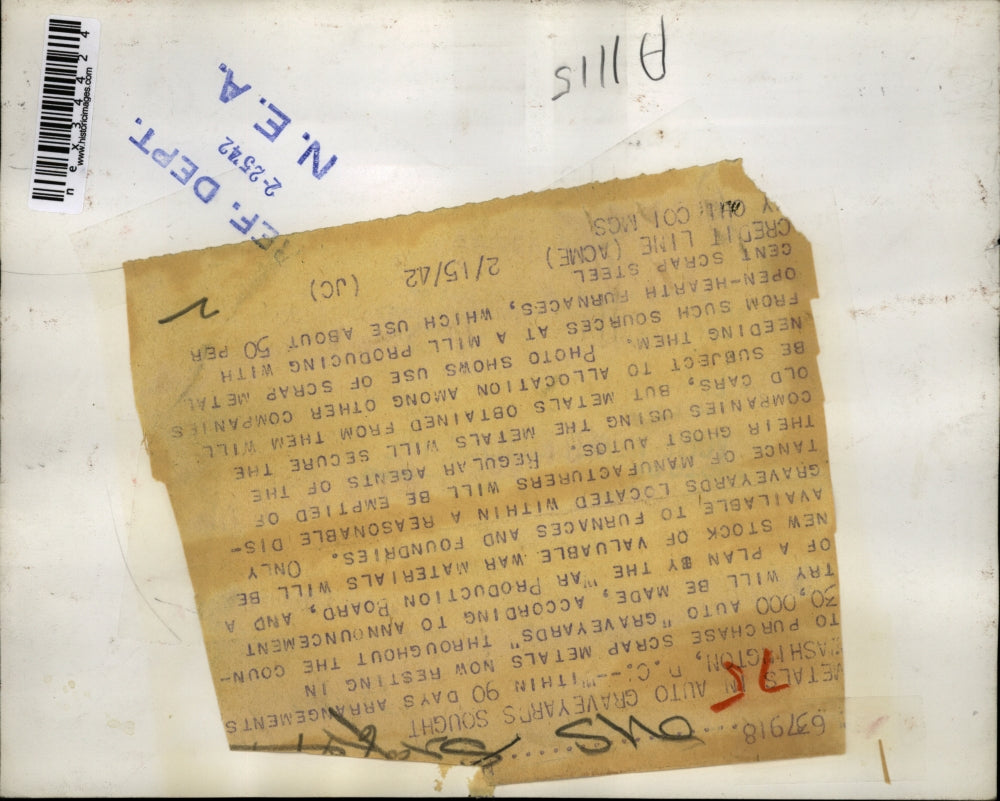 nex3424424
www.historicimages.com
REF. DEPT.
2-25-42
N. E. A.
637918
METALS IN AUTO GRAVEYARDS SOUGHT
WASHINGTON, D.C.--WITHIN 90 DAYS ARRANGEMENTS
TO PURCHASE SCRAP METALS NOW RESTING IN
30,000 AUTO "GRAVEYARDS" THROUGHOUT THE COUN-
TRY WILL BE MADE, ACCORDING TO ANNOUNCEMENT
OF A PLAN BY THE WAR PRODUCTION BOARD, AND A
NEW STOCK OF VALUABLE WAR MATERIALS WILL BE
AVAILABLE TO FURNACES AND FOUNDRIES. ONLY
GRAVEYARDS LOCATED WITHIN A REASONABLE DIS-
TANCE OF MANUFACTURERS WILL BE EMPTIED OF
THEIR GHOST AUTOS. REGULAR AGENTS OF THE
COMPANIES USING THE METALS WILL SECURE THE
OLD CARS, BUT METALS OBTAINED FROM THEM WILL
BE SUBJECT TO ALLOCATION AMONG OTHER COMPANIES
NEEDING THEM. PHOTO SHOWS USE OF SCRAP METAL
FROM SUCH SOURCES AT A MILL PRODUCING WITH
OPEN-HEARTH FURNACES, WHICH USE ABOUT 50 PER
CENT SCRAP STEEL
CREDIT LINE (ACME) 2/15/42 (JC)